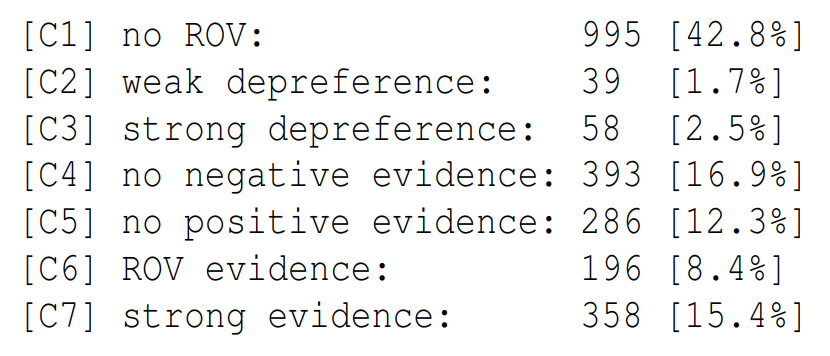 [C1] no ROV: 995 [42.8%]
[C2] weak depreference: 39 [1.7%]
[C3] strong depreference: 58 [2.5%]
[C4] no negative evidence: 393 [16.9%]
[C5] no positive evidence: 286 [12.3%]
[C6] ROV evidence: 196 [8.4%]
[C7] strong evidence: 358 [15.4%]